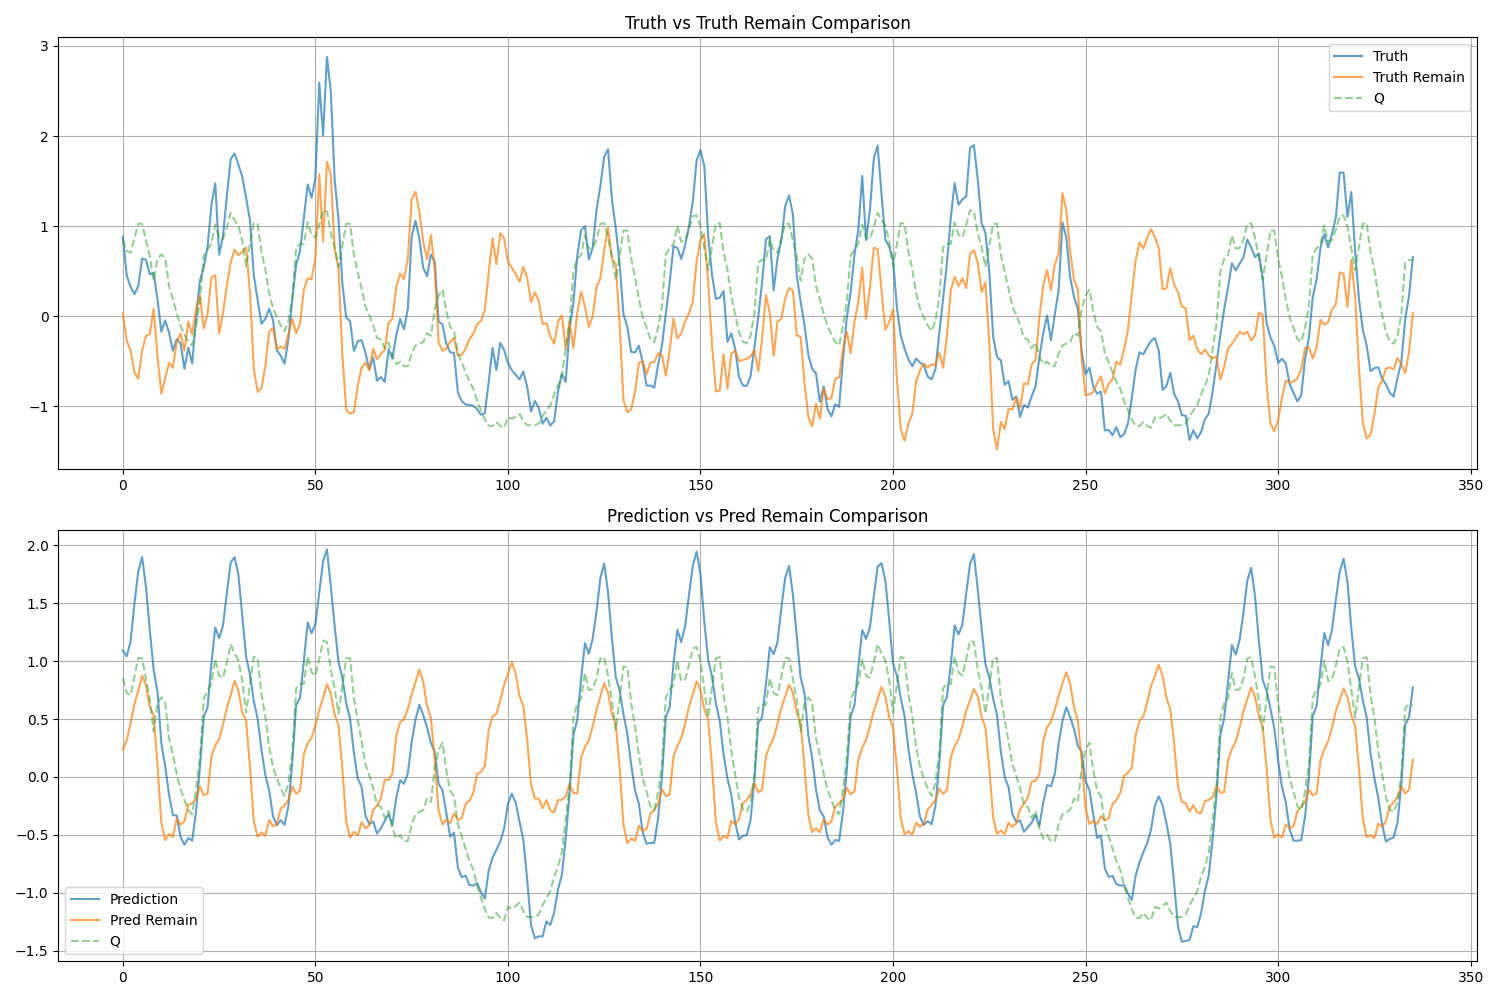 Truth vs Truth Remain Comparison
3
2
1
0
−1
Truth
Truth Remain
Q
0 50 100 150 200 250 300 350
Prediction vs Pred Remain Comparison
2.0
1.5
1.0
0.5
0.0
−0.5
−1.0
−1.5
Prediction
Pred Remain
Q
0 50 100 150 200 250 300 350